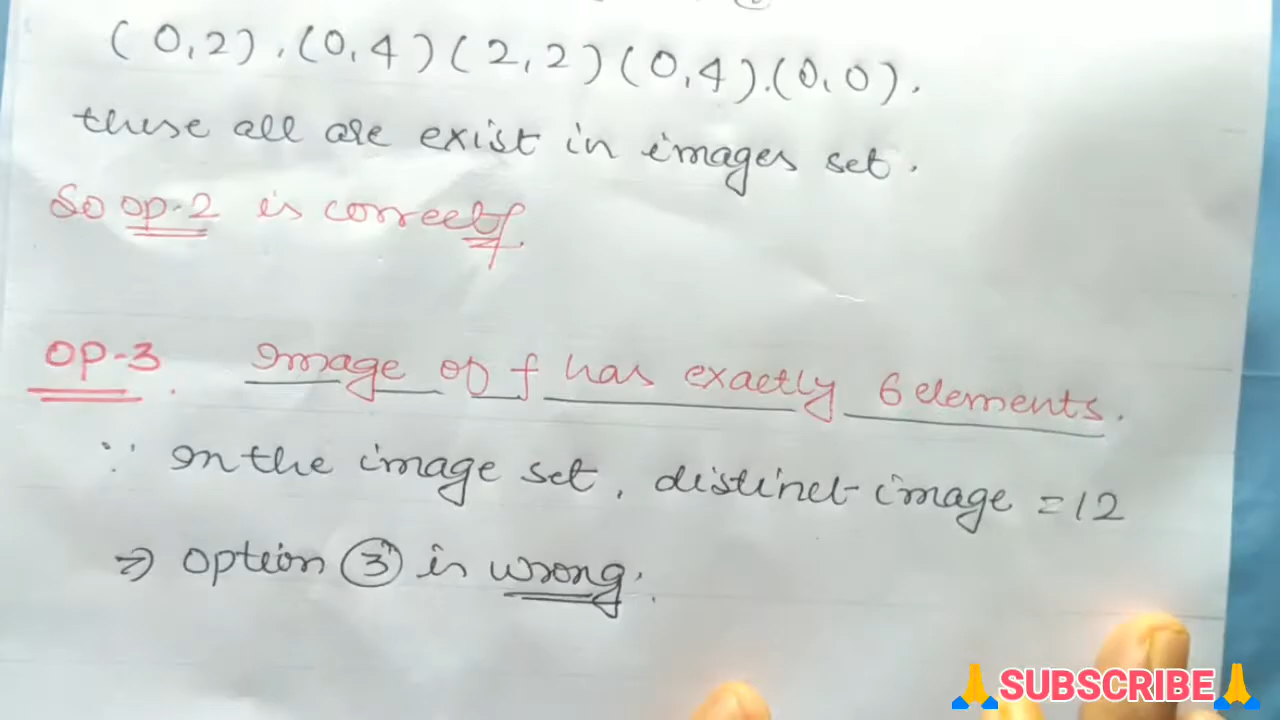 (0,2).(0,4)(2,2)(0,4).(0,0).
these all are exist in images set.
So op-2 is correct.
OP-3. Image of f has exactly 6 elements.
∵ In the image set, distinct image = 12
⇒ option ③ is wrong.
🙏SUBSCRIBE🙏